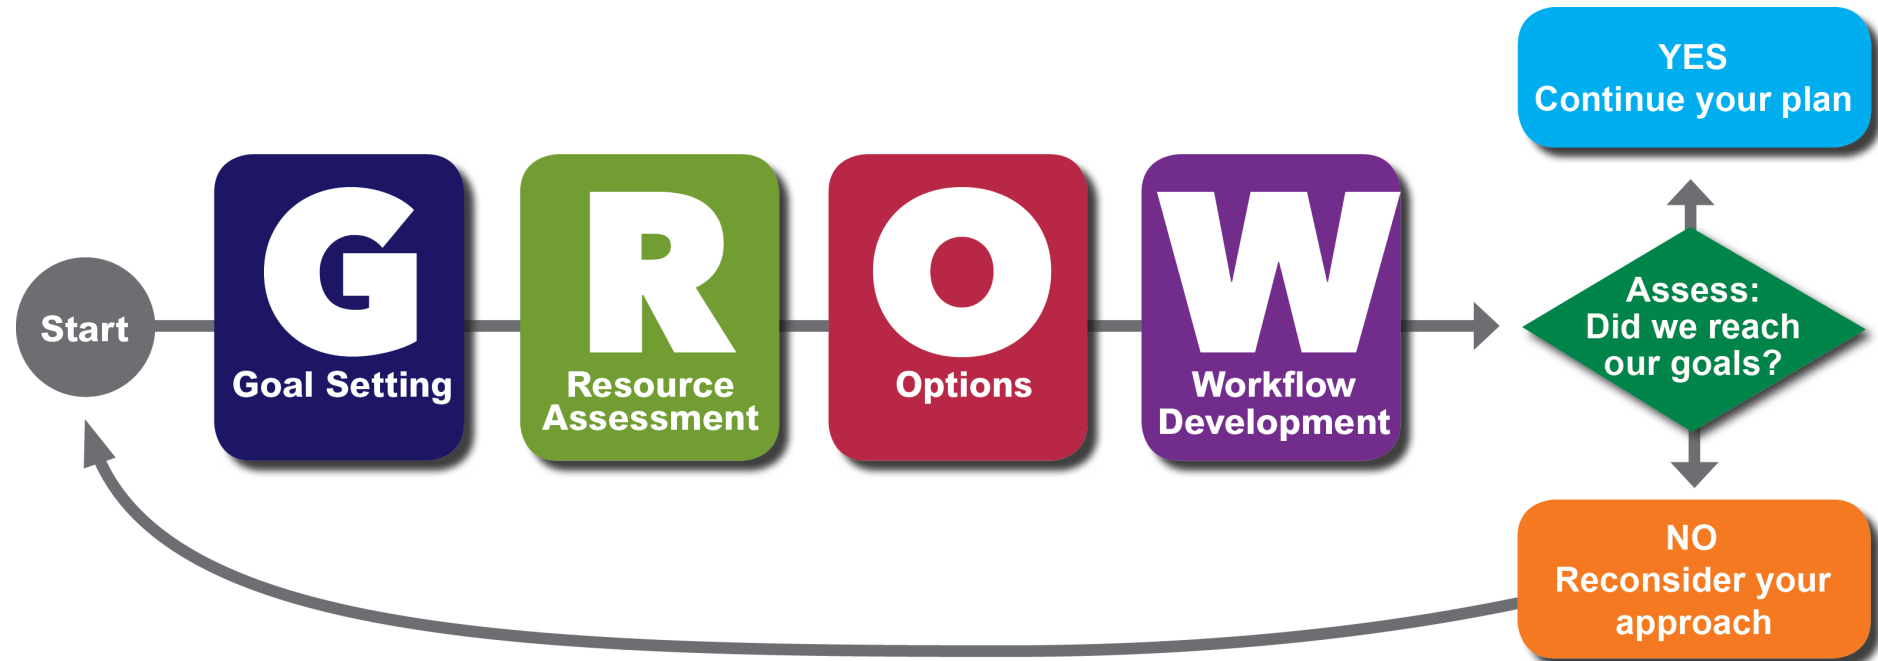 Start
G
Goal Setting
R
Resource
Assessment
O
Options
W
Workflow
Development
Assess:
Did we reach
our goals?
YES
Continue your plan
NO
Reconsider your
approach